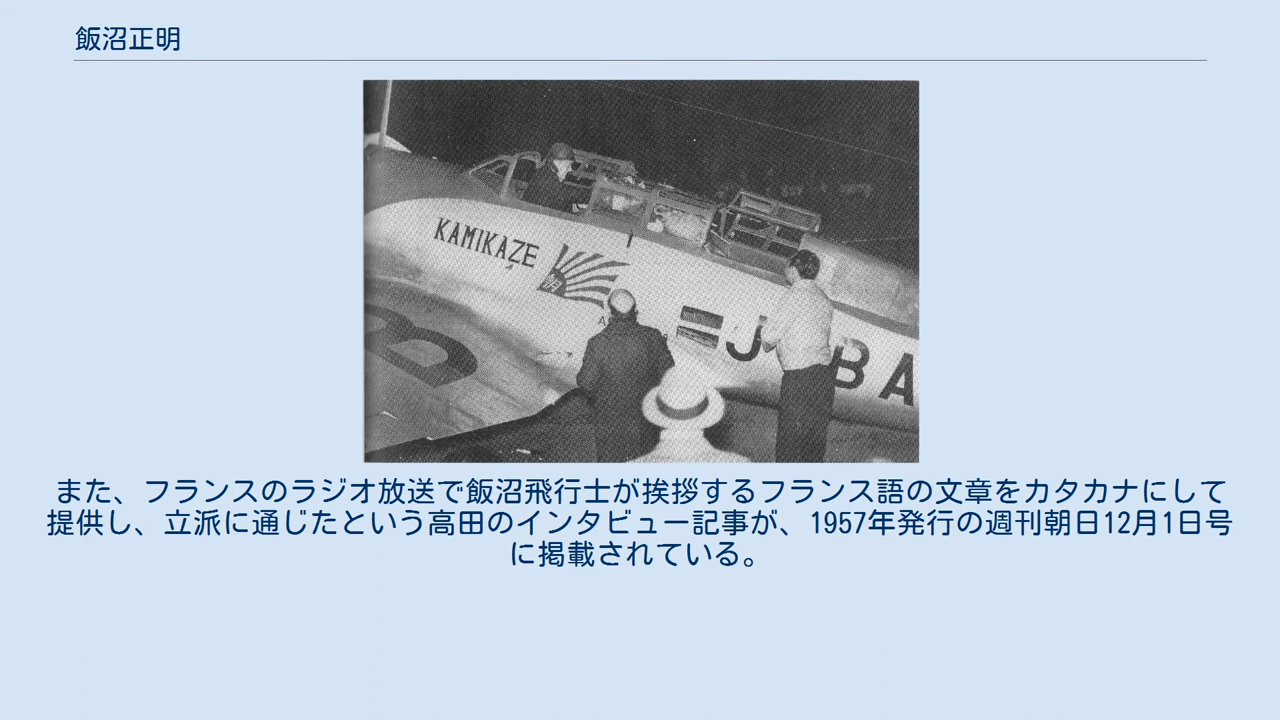 飯沼正明
KAMIKAZE
朝
J BA
B
また、フランスのラジオ放送で飯沼飛行士が挨拶するフランス語の文章をカタカナにして
提供し、立派に通じたという高田のインタビュー記事が、1957年発行の週刊朝日12月1日号
に掲載されている。